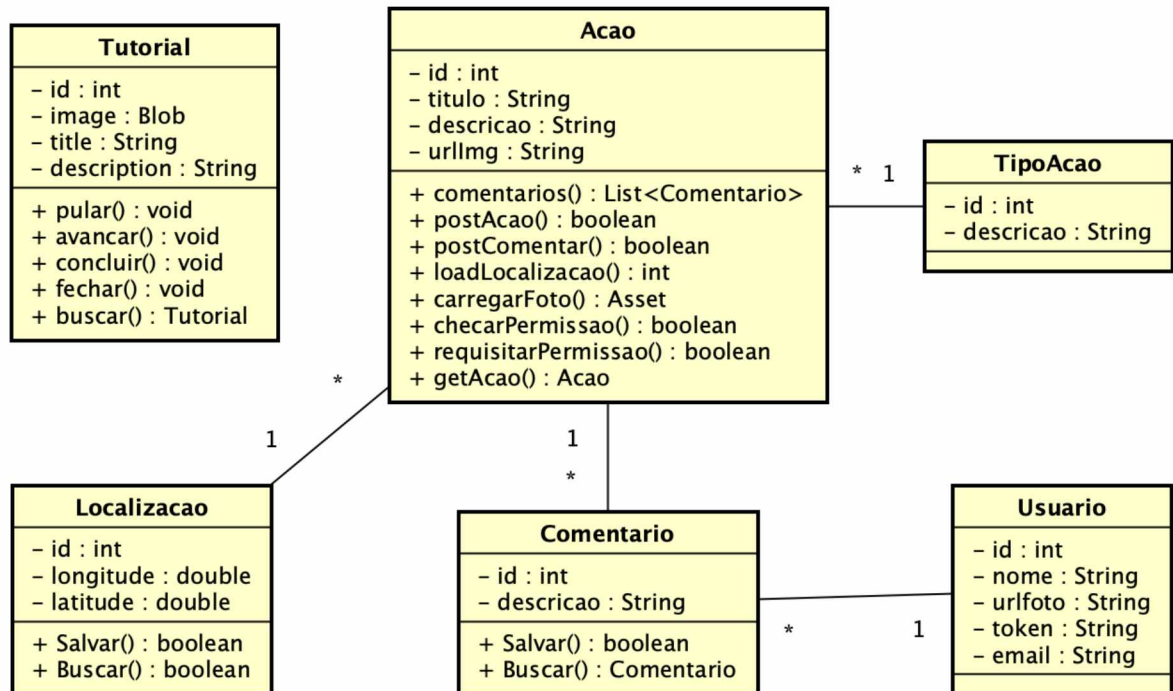 Tutorial
– id : int
– image : Blob
– title : String
– description : String
+ pular() : void
+ avancar() : void
+ concluir() : void
+ fechar() : void
+ buscar() : Tutorial
Acao
– id : int
– titulo : String
– descricao : String
– urlImg : String
+ comentarios() : List<Comentario>
+ postAcao() : boolean
+ postComentar() : boolean
+ loadLocalizacao() : int
+ carregarFoto() : Asset
+ checarPermissao() : boolean
+ requisitarPermissao() : boolean
+ getAcao() : Acao
* 1
TipoAcao
– id : int
– descricao : String
*
1
1
*
Localizacao
– id : int
– longitude : double
– latitude : double
+ Salvar() : boolean
+ Buscar() : boolean
Comentario
– id : int
– descricao : String
+ Salvar() : boolean
+ Buscar() : Comentario
* 1
Usuario
– id : int
– nome : String
– urlfoto : String
– token : String
– email : String